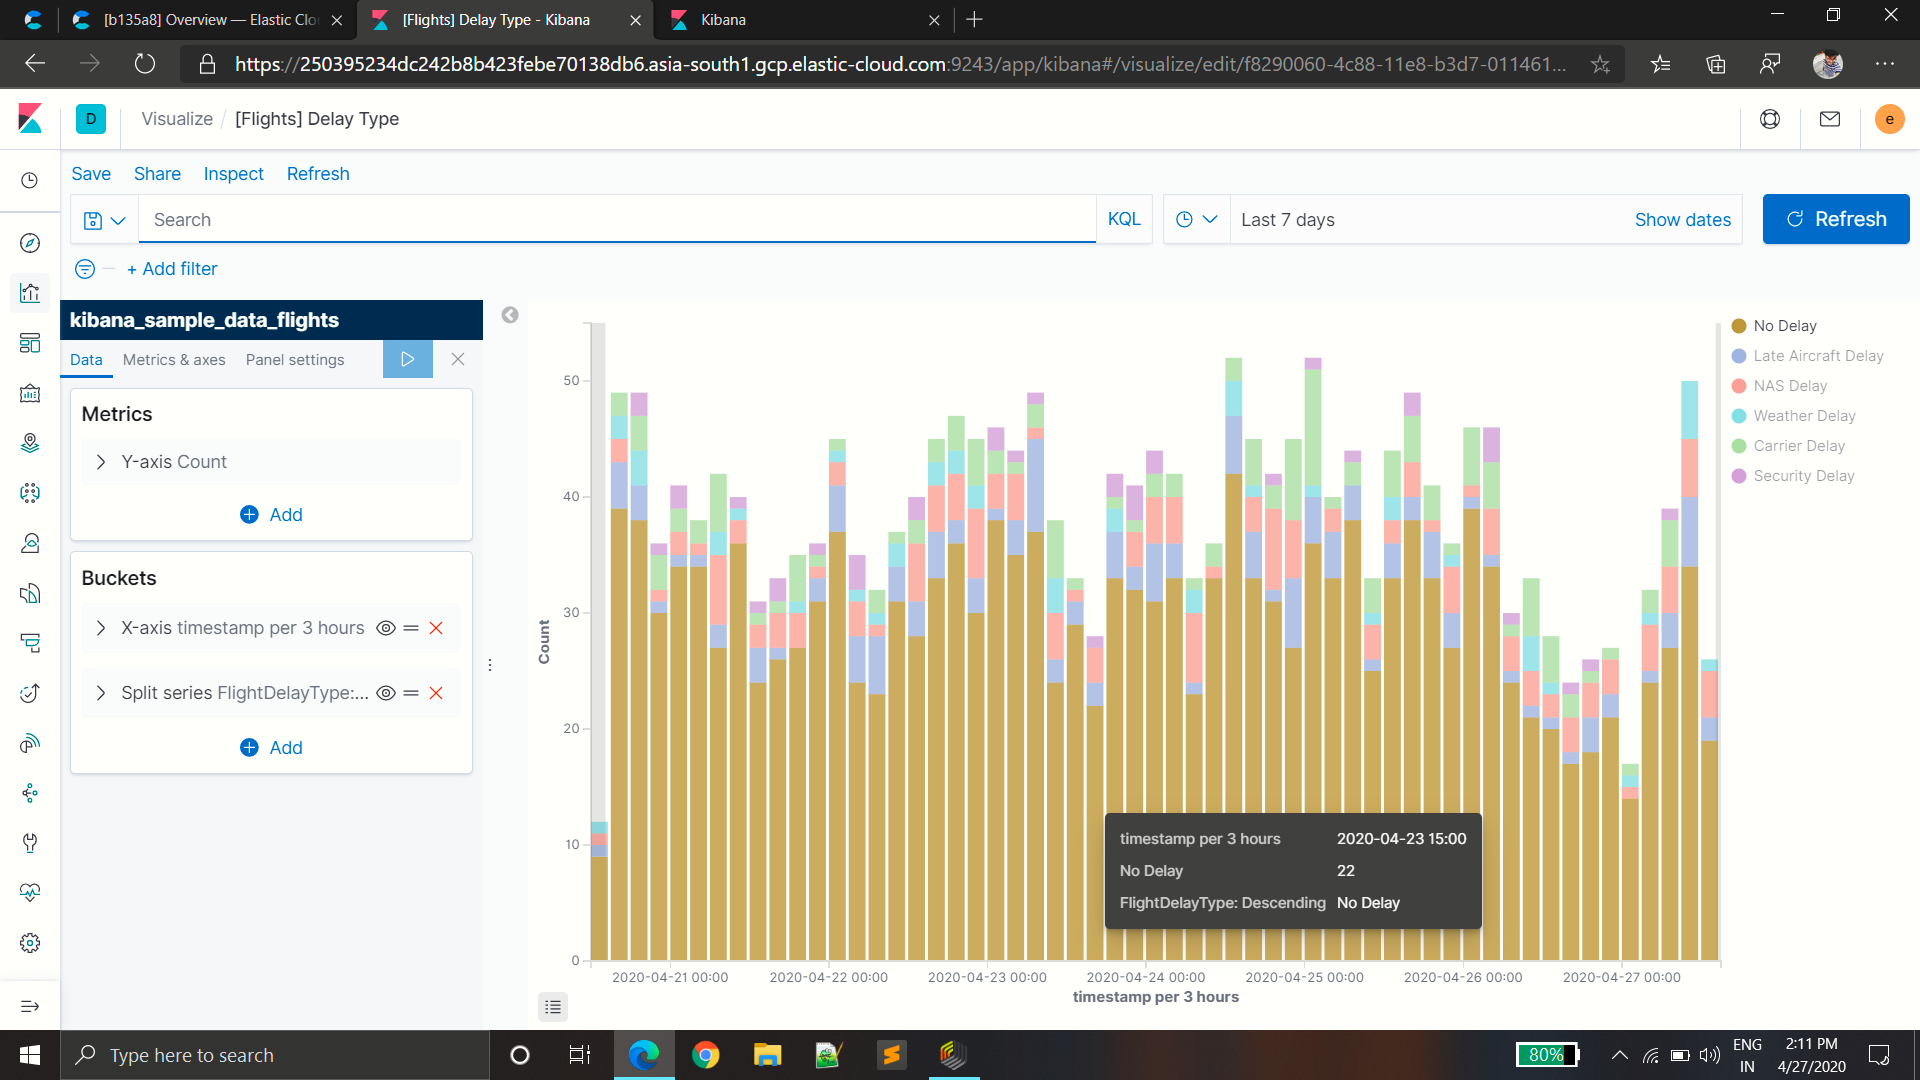 [b135a8] Overview — Elastic Clo
[Flights] Delay Type - Kibana
Kibana
https://250395234dc242b8b423febe70138db6.asia-south1.gcp.elastic-cloud.com:9243/app/kibana#/visualize/edit/f8290060-4c88-11e8-b3d7-011461...
D
Visualize / [Flights] Delay Type
e
Save Share Inspect Refresh
Search
KQL
Last 7 days
Show dates
Refresh
+ Add filter
kibana_sample_data_flights
Data Metrics & axes Panel settings
Metrics
Y-axis Count
Add
Buckets
X-axis timestamp per 3 hours
Split series FlightDelayType:...
Add
Count
50
40
30
20
10
0
2020-04-21 00:00
2020-04-22 00:00
2020-04-23 00:00
2020-04-24 00:00
2020-04-25 00:00
2020-04-26 00:00
2020-04-27 00:00
timestamp per 3 hours
timestamp per 3 hours 2020-04-23 15:00
No Delay 22
FlightDelayType: Descending No Delay
No Delay
Late Aircraft Delay
NAS Delay
Weather Delay
Carrier Delay
Security Delay
Type here to search
80%
ENG
IN
2:11 PM
4/27/2020